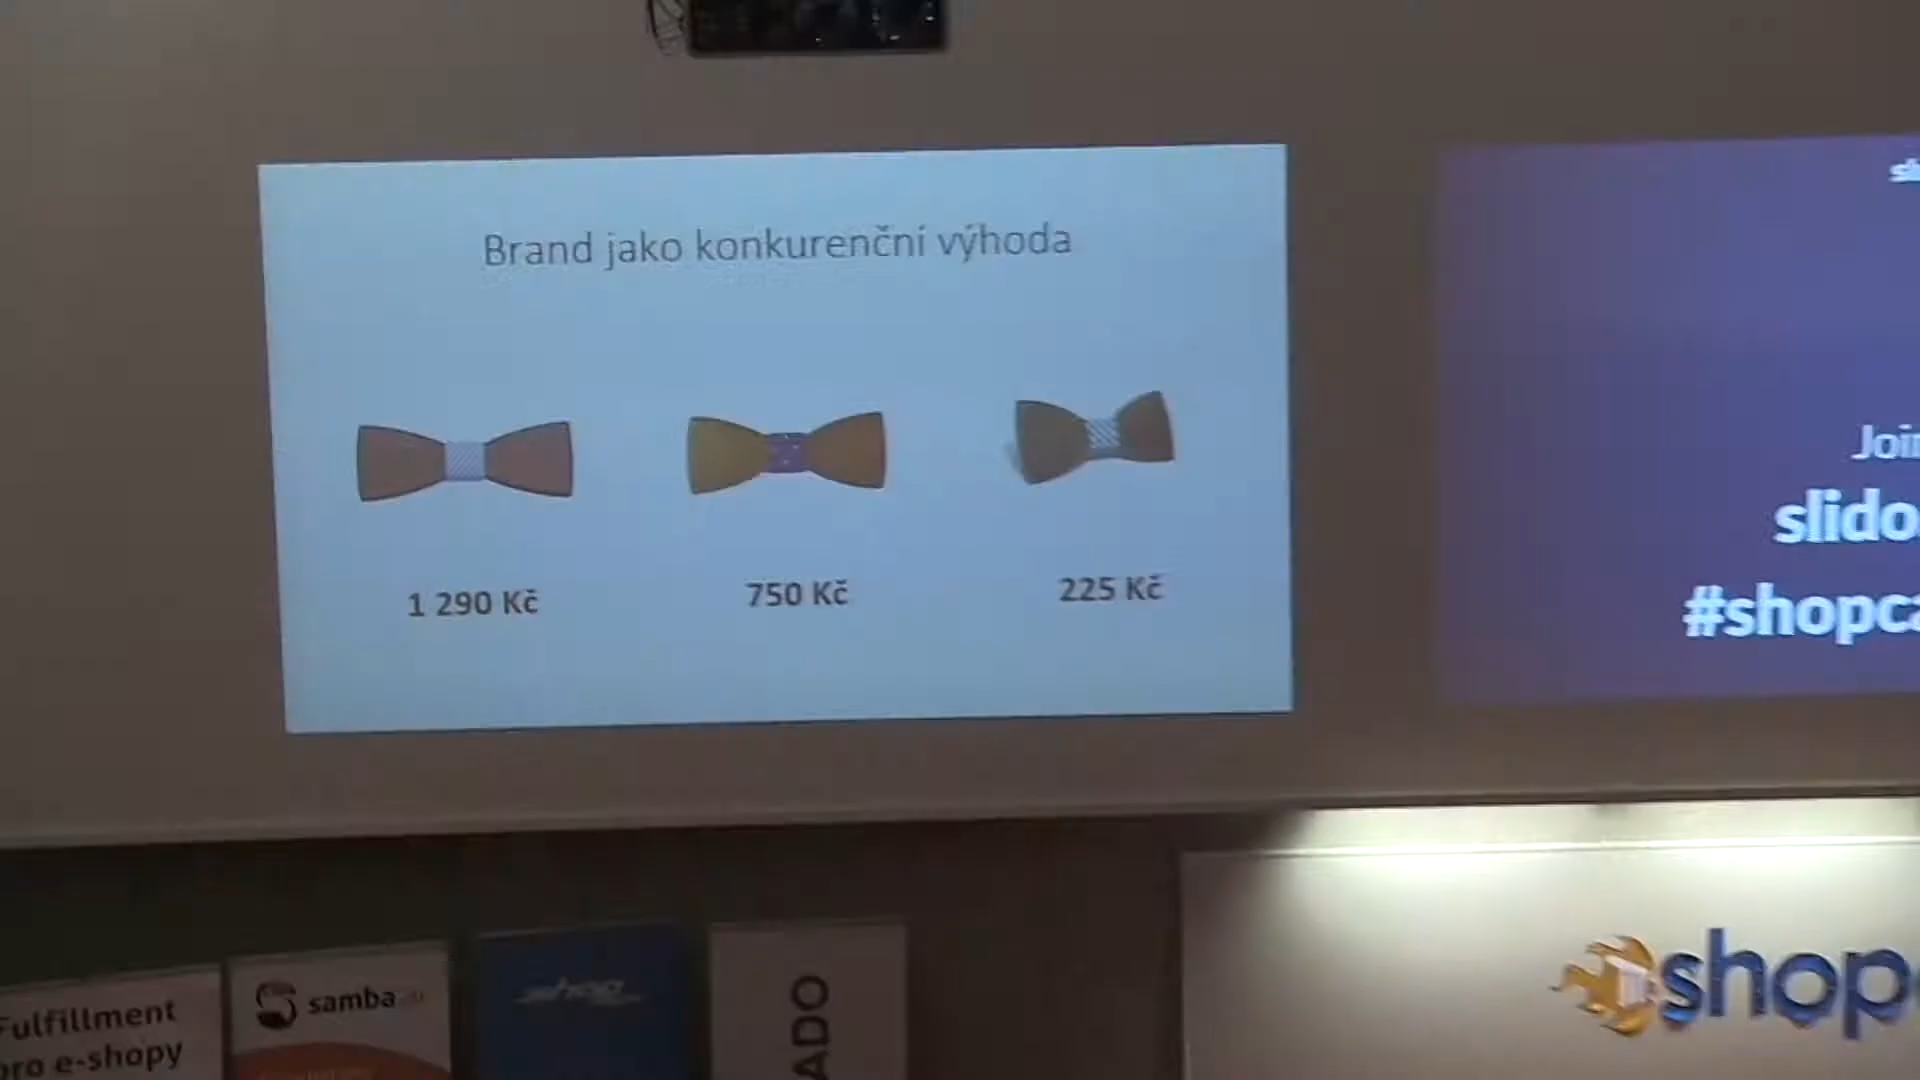 Brand jako konkurenční výhoda
1 290 Kč
750 Kč
225 Kč
Join
slido.
#shopca
shop
Fulfillment
pro e-shopy
samba
shop
ADO